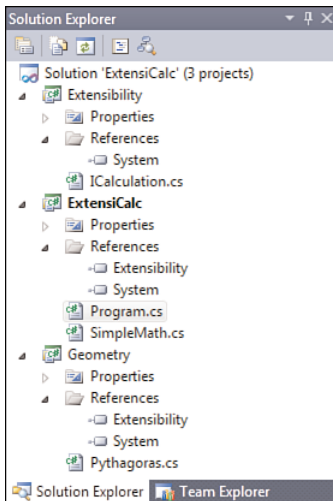 Solution Explorer
Solution 'ExtensiCalc' (3 projects)
Extensibility
Properties
References
System
ICalculation.cs
ExtensiCalc
Properties
References
Extensibility
System
Program.cs
SimpleMath.cs
Geometry
Properties
References
Extensibility
System
Pythagoras.cs
Solution Explorer Team Explorer